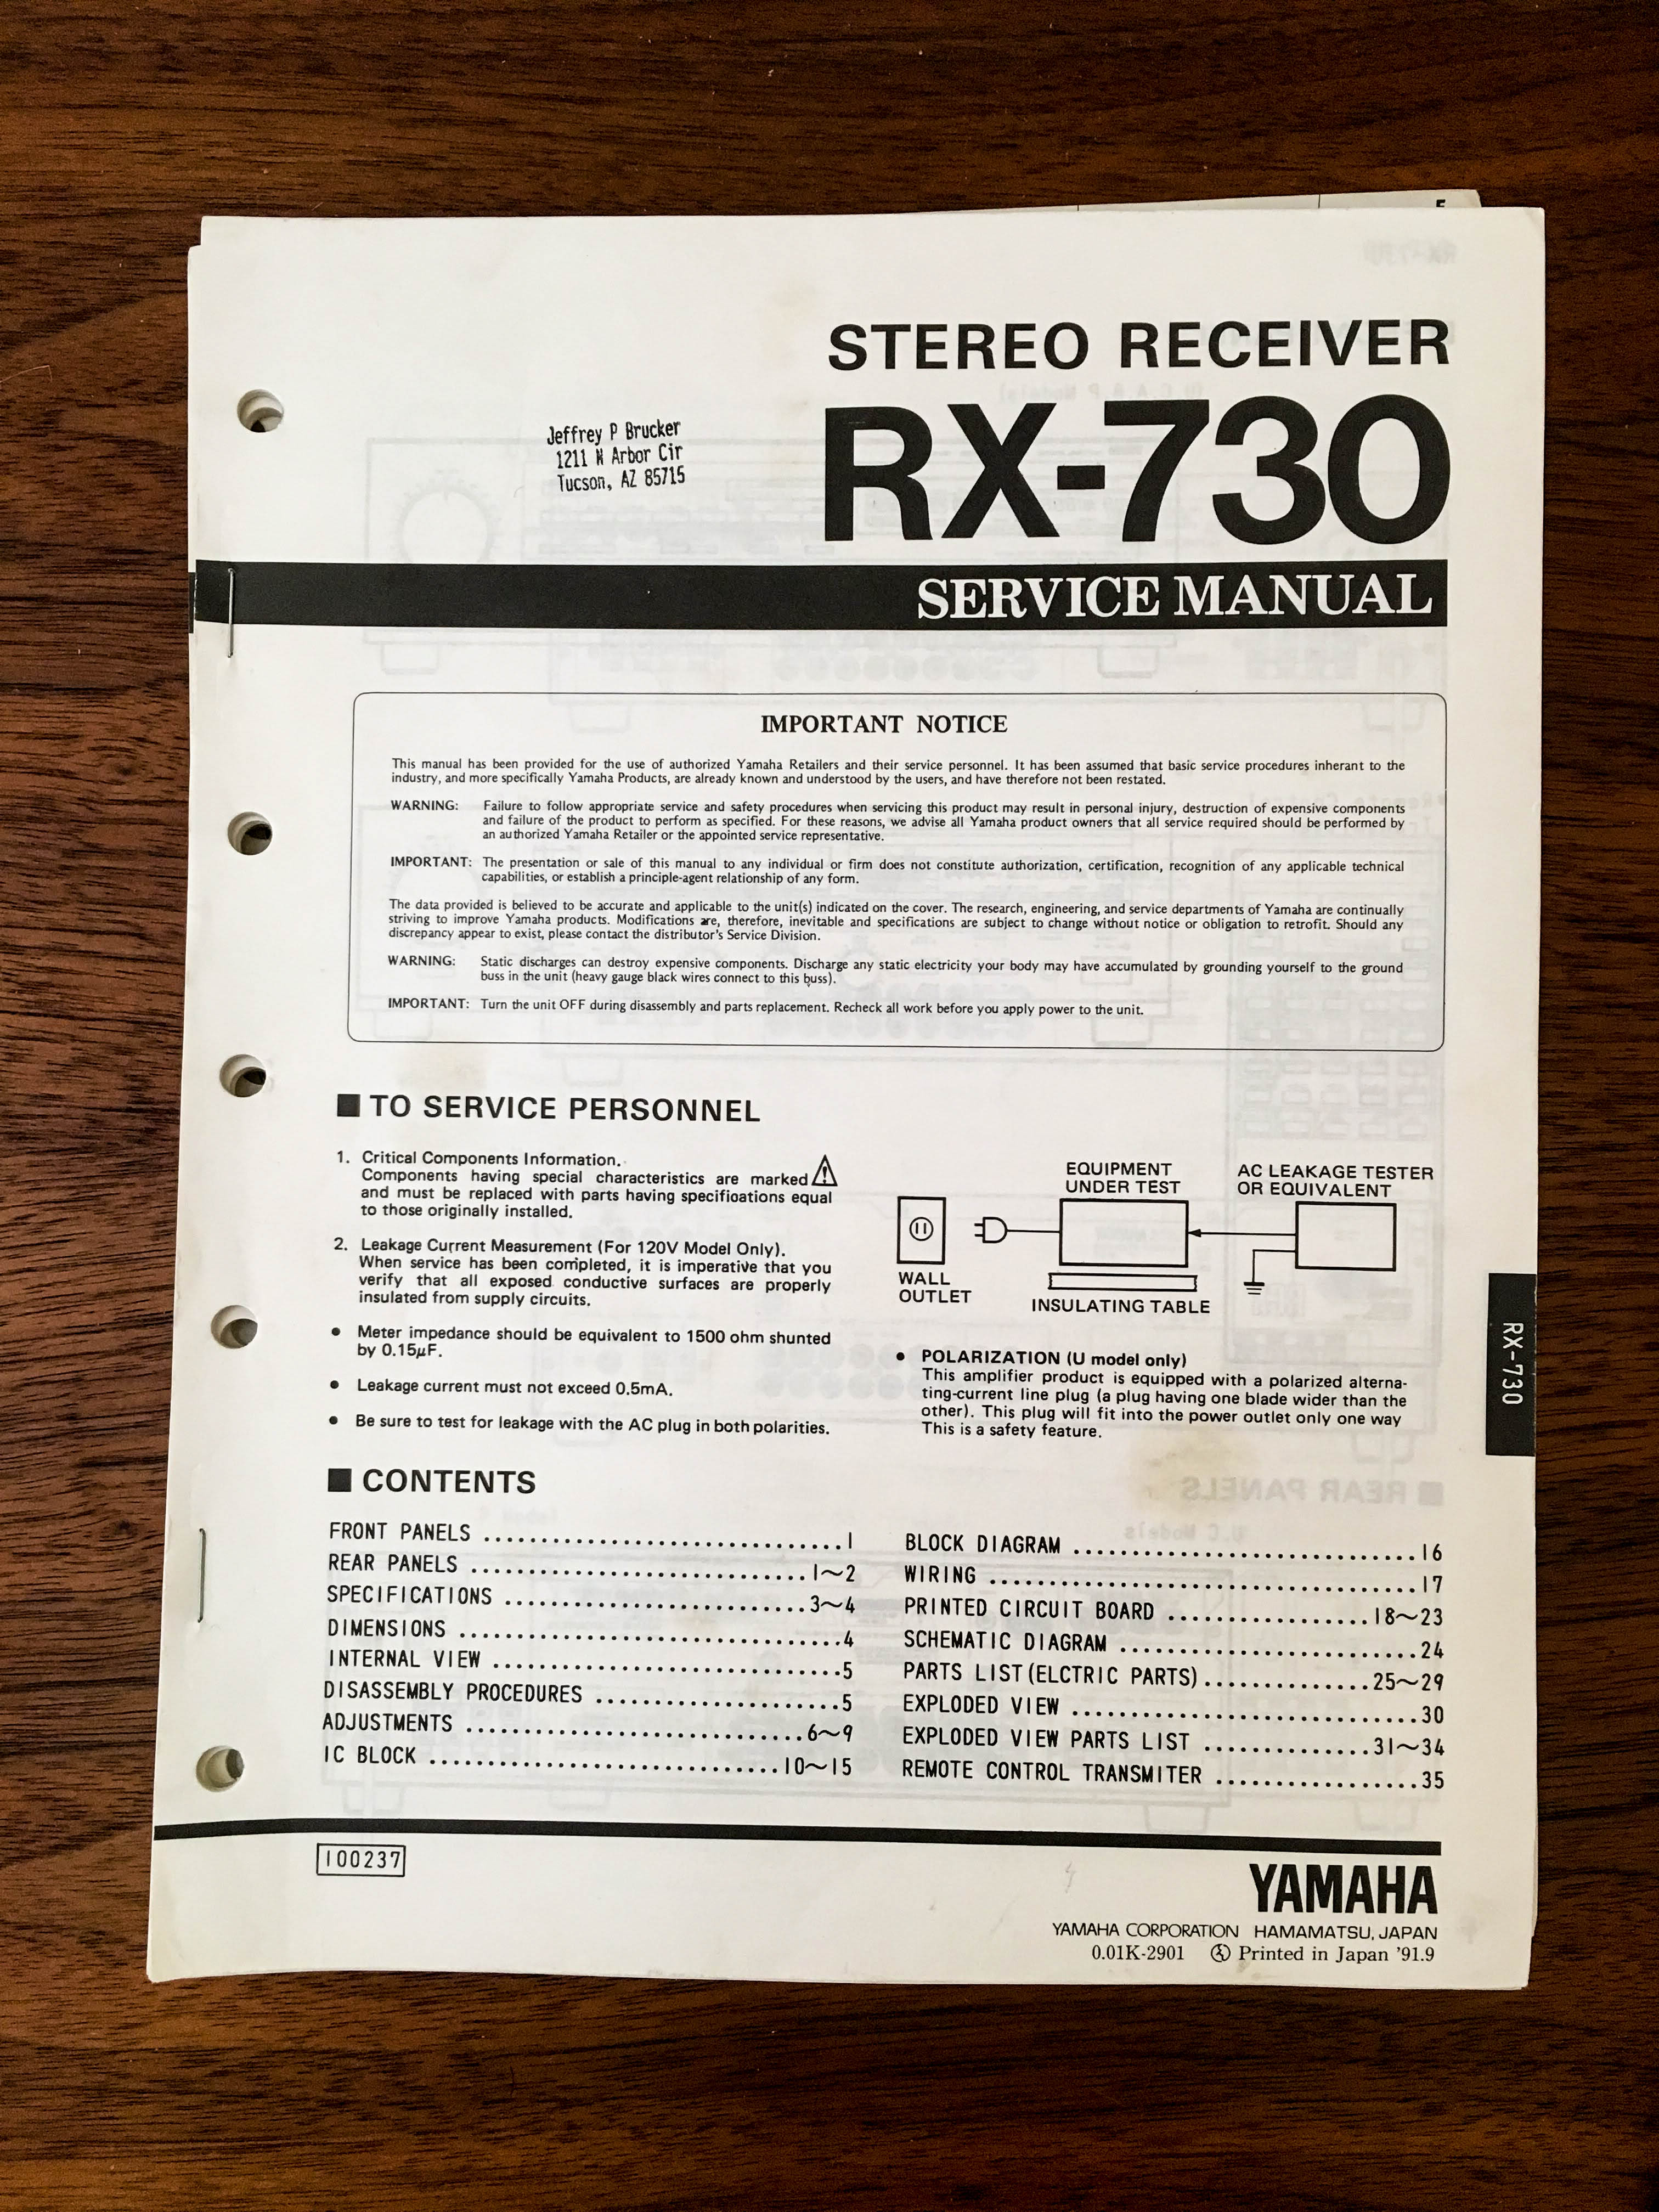 STEREO RECEIVER
RX-730
Jeffrey P Brucker
1211 N Arbor Cir
Tucson, AZ 85715
SERVICE MANUAL
IMPORTANT NOTICE
This manual has been provided for the use of authorized Yamaha Retailers and their service personnel. It has been assumed that basic service procedures inherant to the
industry, and more specifically Yamaha Products, are already known and understood by the users, and have therefore not been restated.
WARNING: Failure to follow appropriate service and safety procedures when servicing this product may result in personal injury, destruction of expensive components
and failure of the product to perform as specified. For these reasons, we advise all Yamaha product owners that all service required should be performed by
an authorized Yamaha Retailer or the appointed service representative.
IMPORTANT: The presentation or sale of this manual to any individual or firm does not constitute authorization, certification, recognition of any applicable technical
capabilities, or establish a principle-agent relationship of any form.
The data provided is believed to be accurate and applicable to the unit(s) indicated on the cover. The research, engineering, and service departments of Yamaha are continually
striving to improve Yamaha products. Modifications are, therefore, inevitable and specifications are subject to change without notice or obligation to retrofit. Should any
discrepancy appear to exist, please contact the distributor's Service Division.
WARNING: Static discharges can destroy expensive components. Discharge any static electricity your body may have accumulated by grounding yourself to the ground
buss in the unit (heavy gauge black wires connect to this buss).
IMPORTANT: Turn the unit OFF during disassembly and parts replacement. Recheck all work before you apply power to the unit.
■ TO SERVICE PERSONNEL
1. Critical Components Information.
Components having special characteristics are marked ⚠
and must be replaced with parts having specifioations equal
to those originally installed.
2. Leakage Current Measurement (For 120V Model Only).
When service has been completed, it is imperative that you
verify that all exposed conductive surfaces are properly
insulated from supply circuits.
● Meter impedance should be equivalent to 1500 ohm shunted
by 0.15µF.
● Leakage current must not exceed 0.5mA.
● Be sure to test for leakage with the AC plug in both polarities.
EQUIPMENT
UNDER TEST
AC LEAKAGE TESTER
OR EQUIVALENT
WALL
OUTLET
INSULATING TABLE
● POLARIZATION (U model only)
This amplifier product is equipped with a polarized alterna-
ting-current line plug (a plug having one blade wider than the
other). This plug will fit into the power outlet only one way
This is a safety feature.
RX-730
■ CONTENTS
FRONT PANELS ..............................1
REAR PANELS ..............................1~2
SPECIFICATIONS ..............................3~4
DIMENSIONS ..............................4
INTERNAL VIEW ..............................5
DISASSEMBLY PROCEDURES ..............................5
ADJUSTMENTS ..............................6~9
IC BLOCK ..............................10~15
BLOCK DIAGRAM ..............................16
WIRING ..............................17
PRINTED CIRCUIT BOARD ..............................18~23
SCHEMATIC DIAGRAM ..............................24
PARTS LIST (ELCTRIC PARTS) ..............................25~29
EXPLODED VIEW ..............................30
EXPLODED VIEW PARTS LIST ..............................31~34
REMOTE CONTROL TRANSMITER ..............................35
100237
YAMAHA
YAMAHA CORPORATION HAMAMATSU, JAPAN
0.01K-2901 Printed in Japan '91.9